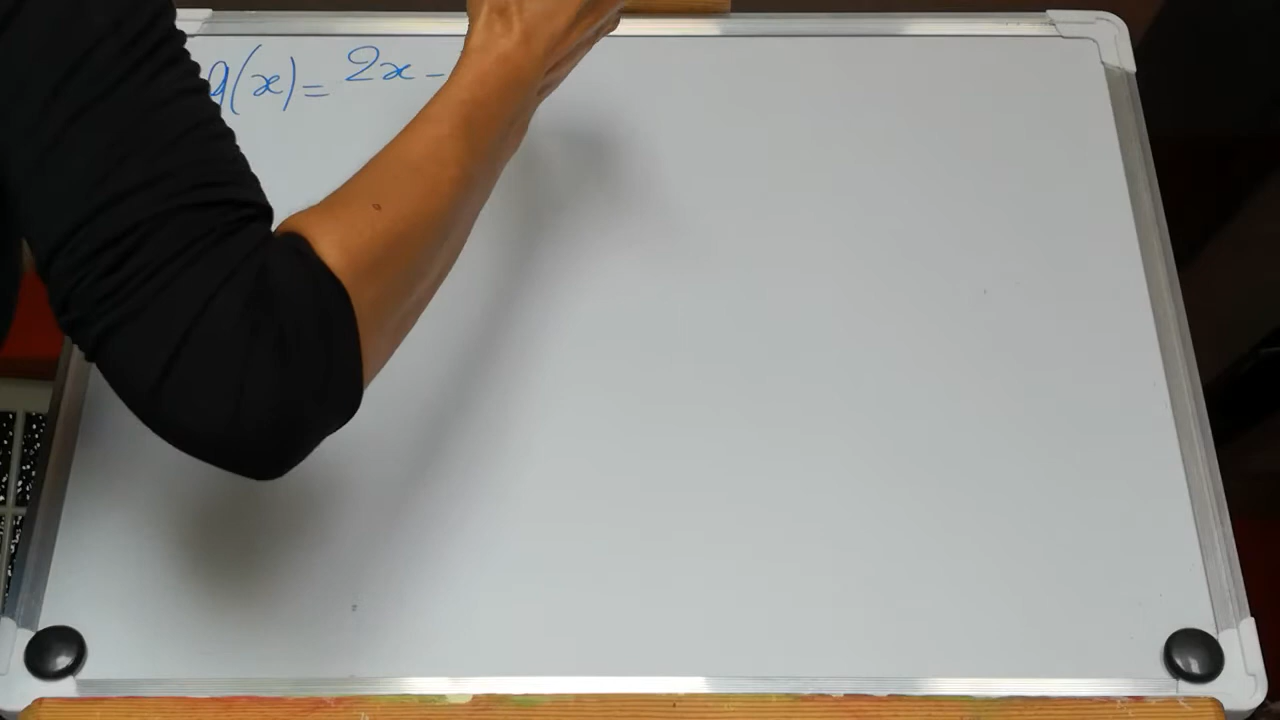 g(x) = 2x -